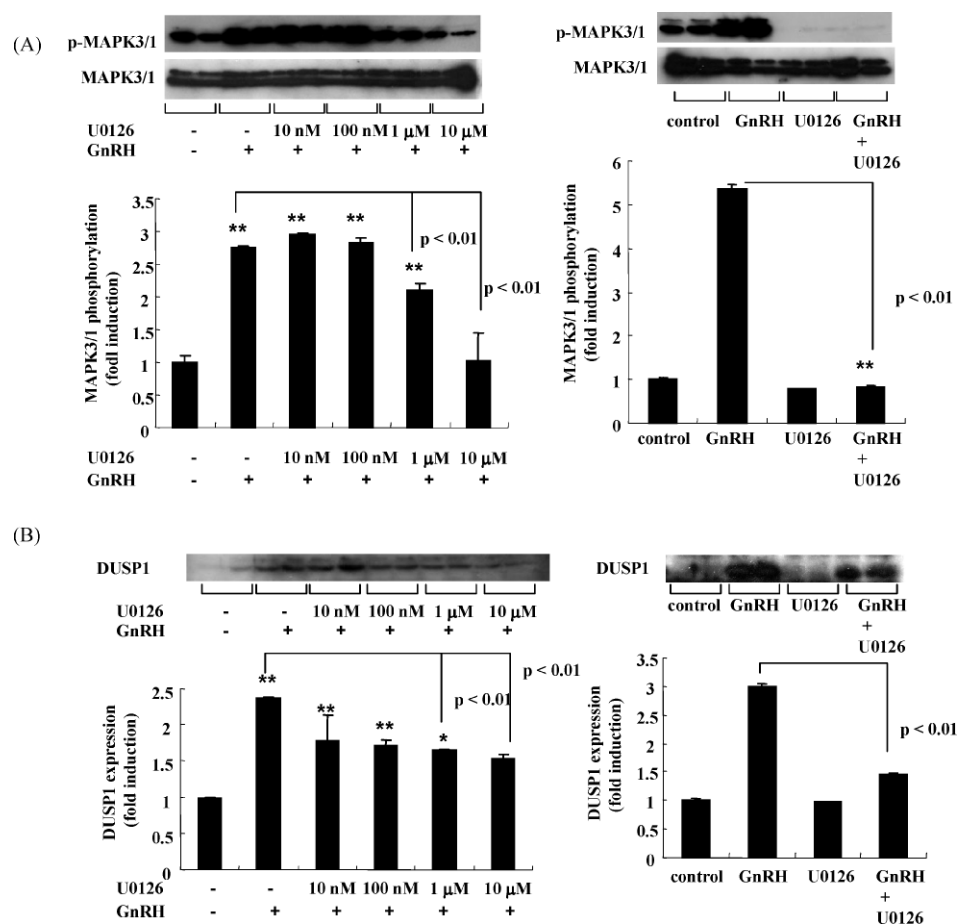 (A)
p-MAPK3/1
MAPK3/1
U0126 - - 10 nM 100 nM 1 μM 10 μM
GnRH - + + + + +
MAPK3/1 phosphorylation
(fodl induction)
3.5
3
2.5
2
1.5
1
0.5
0
** ** ** **
p < 0.01
p < 0.01
U0126 - - 10 nM 100 nM 1 μM 10 μM
GnRH - + + + + +
p-MAPK3/1
MAPK3/1
control GnRH U0126 GnRH
+
U0126
MAPK3/1 phosphorylation
(fold induction)
6
5
4
3
2
1
0
p < 0.01
**
control GnRH U0126 GnRH
+
U0126
(B)
DUSP1
U0126 - - 10 nM 100 nM 1 μM 10 μM
GnRH - + + + + +
DUSP1 expression
(fold induction)
2.5
2
1.5
1
0.5
0
** ** ** *
p < 0.01
p < 0.01
U0126 - - 10 nM 100 nM 1 μM 10 μM
GnRH - + + + + +
DUSP1
control GnRH U0126 GnRH
+
U0126
DUSP1 expression
(fold induction)
3.5
3
2.5
2
1.5
1
0.5
0
p < 0.01
control GnRH U0126 GnRH
+
U0126